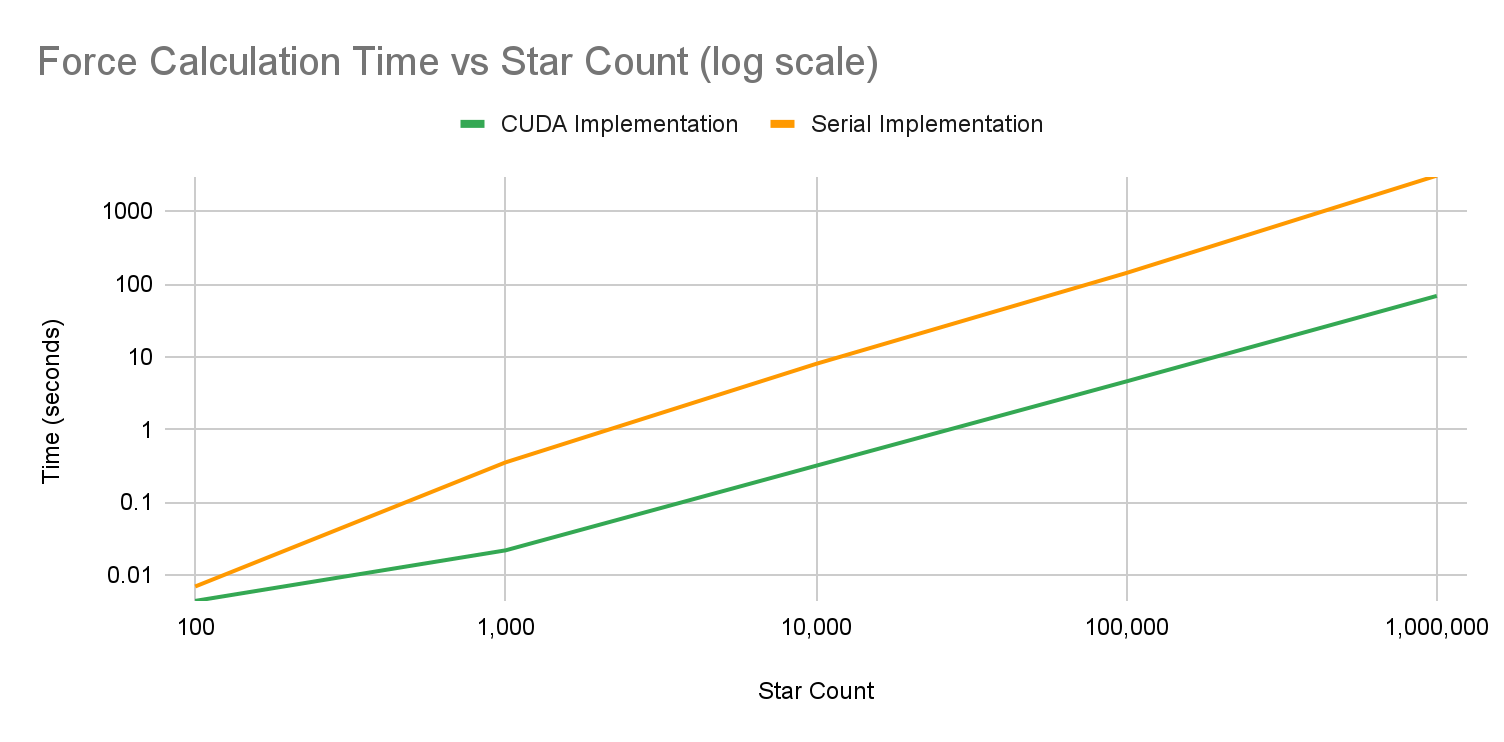 Force Calculation Time vs Star Count (log scale)
CUDA Implementation
Serial Implementation
Time (seconds)
1000
100
10
1
0.1
0.01
100
1,000
10,000
100,000
1,000,000
Star Count